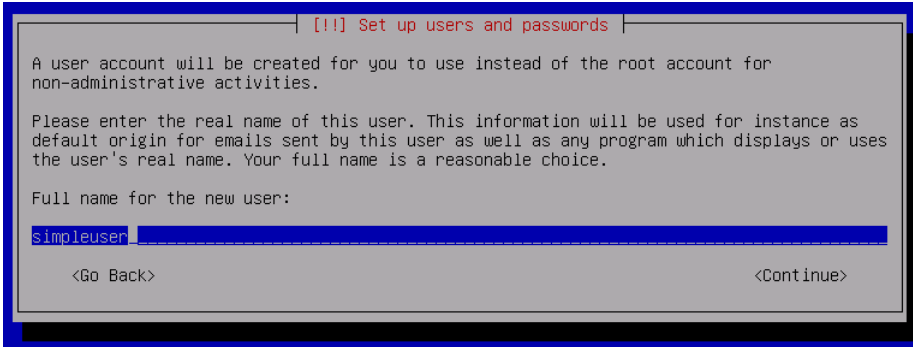 [!!] Set up users and passwords
A user account will be created for you to use instead of the root account for
non-administrative activities.
Please enter the real name of this user. This information will be used for instance as
default origin for emails sent by this user as well as any program which displays or uses
the user's real name. Your full name is a reasonable choice.
Full name for the new user:
simpleuser
<Go Back> <Continue>